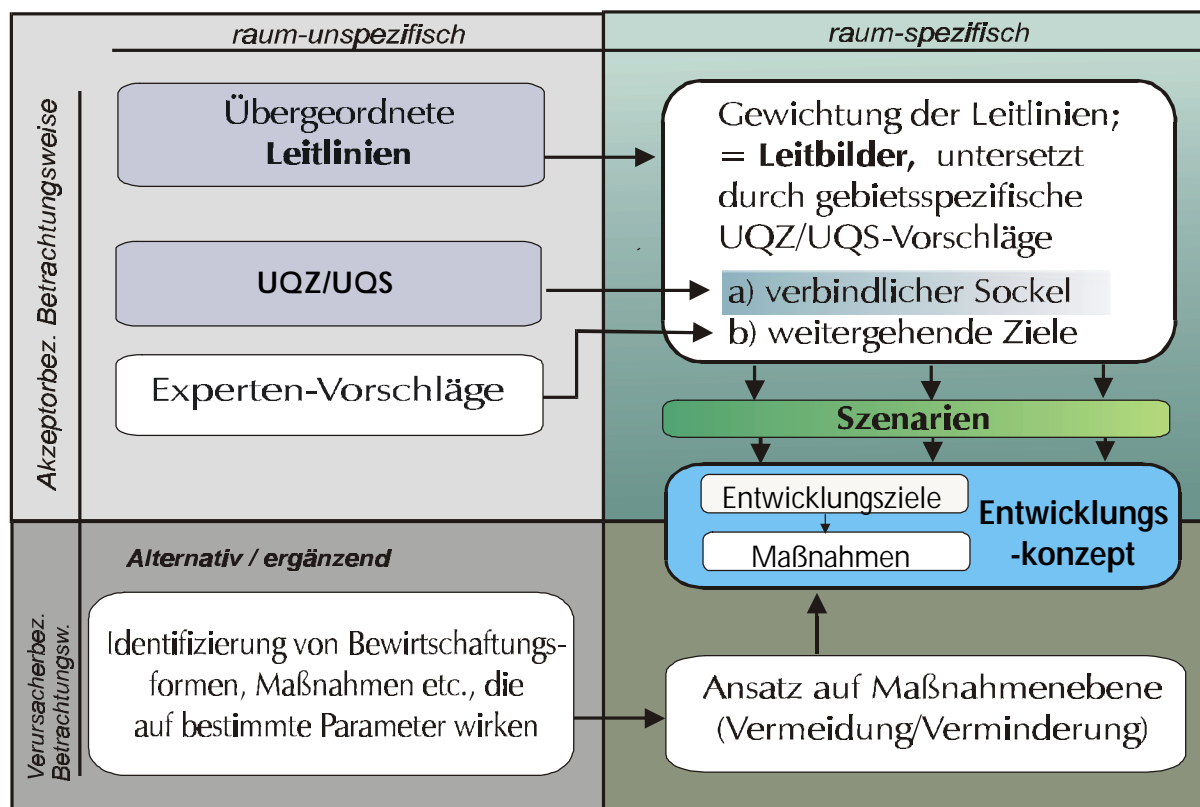 raum-unspezifisch
raum-spezifisch
Akzeptorbez. Betrachtungsweise
Übergeordnete
Leitlinien
UQZ/UQS
Experten-Vorschläge
Gewichtung der Leitlinien;
= Leitbilder, untersetzt
durch gebietsspezifische
UQZ/UQS-Vorschläge
a) verbindlicher Sockel
b) weitergehende Ziele
Szenarien
Entwicklungsziele
Maßnahmen
Entwicklungs
-konzept
Verursacherbez.
Betrachtungsw.
Alternativ / ergänzend
Identifizierung von Bewirtschaftungs-
formen, Maßnahmen etc., die
auf bestimmte Parameter wirken
Ansatz auf Maßnahmenebene
(Vermeidung/Verminderung)